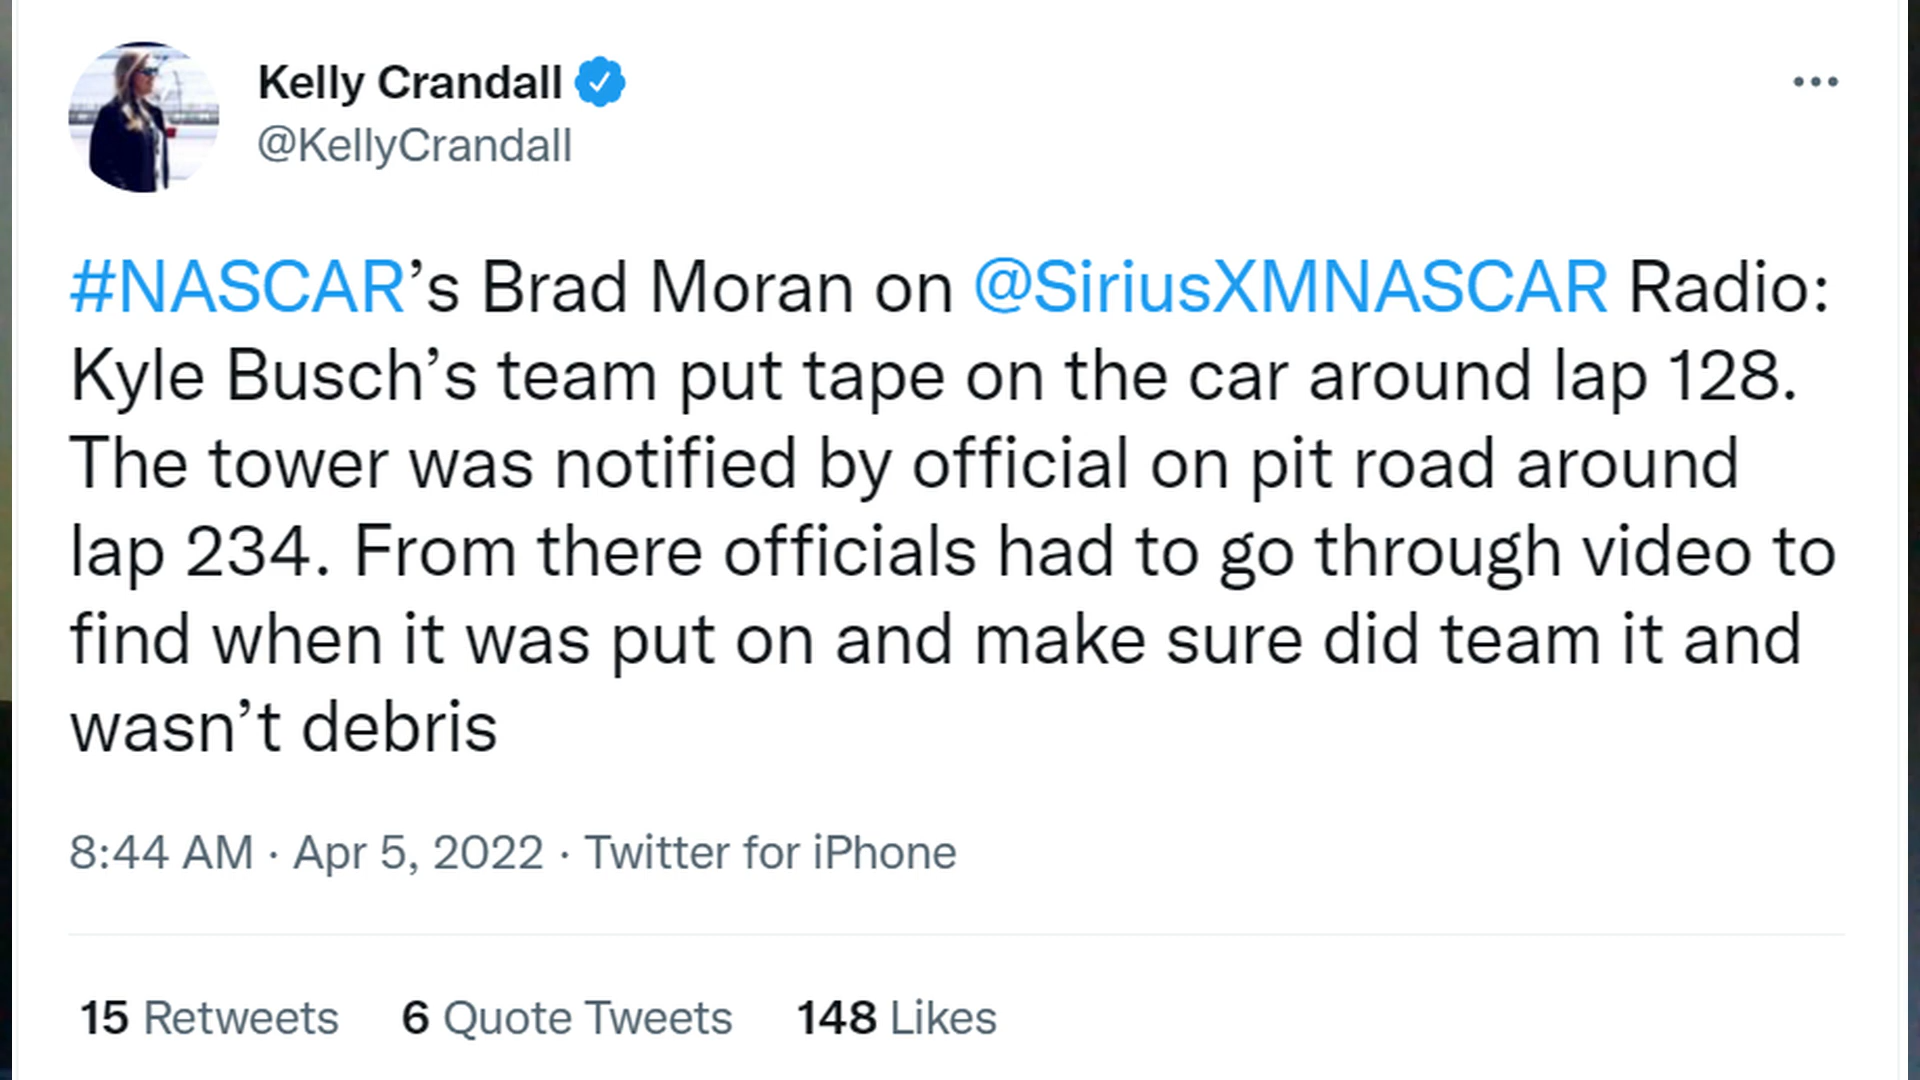 Kelly Crandall
@KellyCrandall
#NASCAR’s Brad Moran on @SiriusXMNASCAR Radio:
Kyle Busch’s team put tape on the car around lap 128.
The tower was notified by official on pit road around
lap 234. From there officials had to go through video to
find when it was put on and make sure did team it and
wasn’t debris
8:44 AM · Apr 5, 2022 · Twitter for iPhone
15 Retweets 6 Quote Tweets 148 Likes